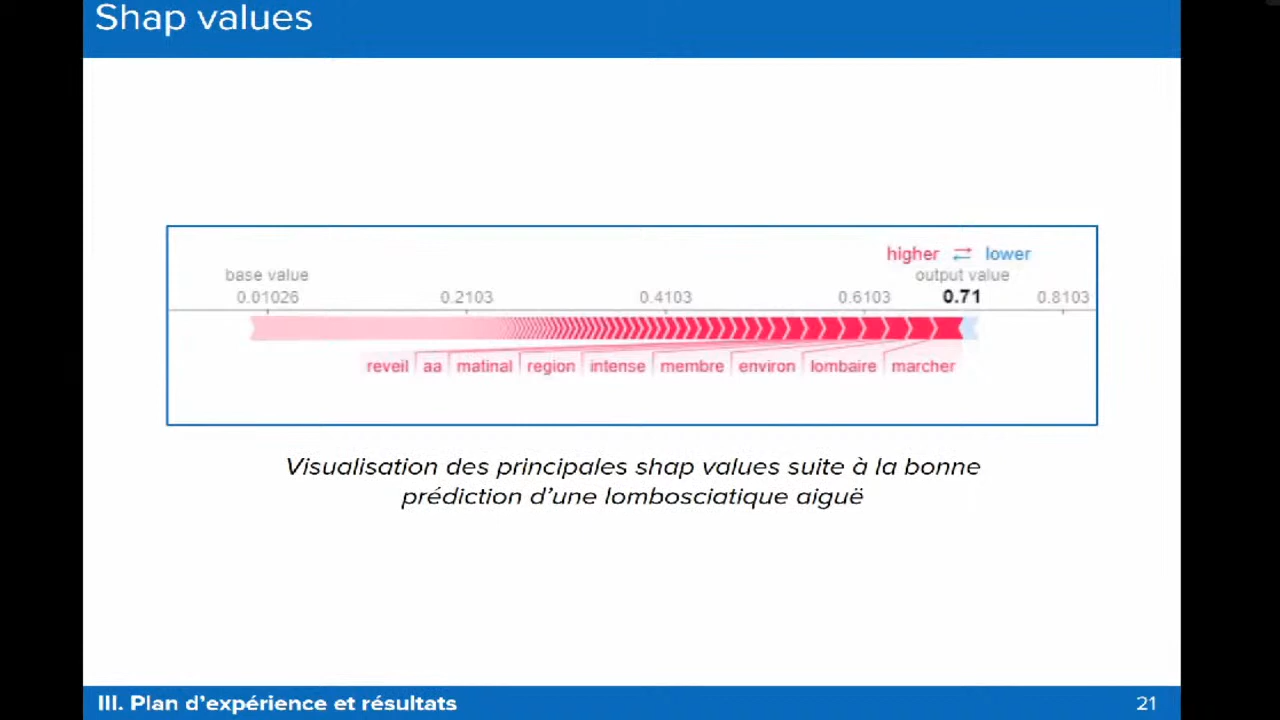 Shap values
higher lower
base value output value
0.01026 0.2103 0.4103 0.6103 0.71 0.8103
reveil aa matinal region intense membre environ lombaire marcher
Visualisation des principales shap values suite à la bonne
prédiction d'une lombosciatique aiguë
III. Plan d'expérience et résultats 21